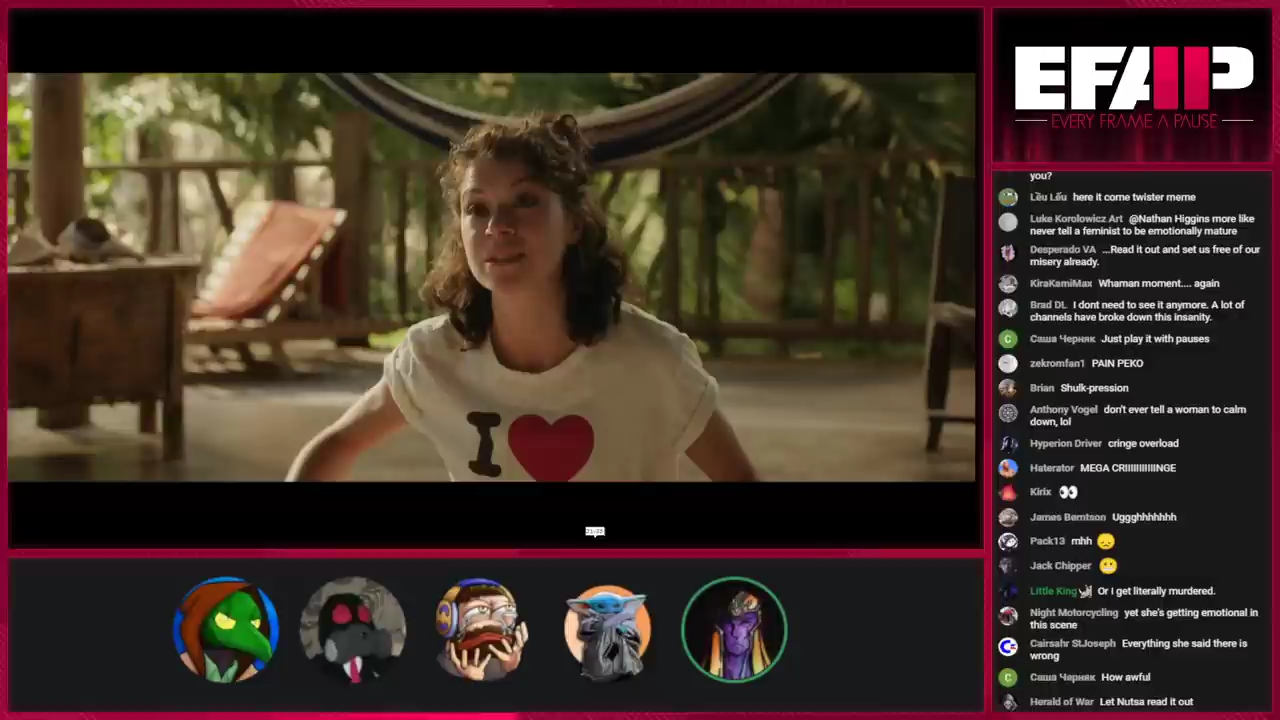 EFAP
EVERY FRAME A PAUSE
I
you?
Lều Lếu here it come twister meme
Luke Korolowicz Art @Nathan Higgins more like
never tell a feminist to be emotionally mature
Desperado VA ...Read it out and set us free of our
misery already.
KiraKamiMax Whaman moment.... again
Brad DL I dont need to see it anymore. A lot of
channels have broke down this insanity.
Саша Черняк Just play it with pauses
zekromfan1 PAIN PEKO
Brian Shulk-pression
Anthony Vogel don't ever tell a woman to calm
down, lol
Hyperion Driver cringe overload
Haterator MEGA CRIIIIIIIIIIINGE
Kirix 👀
James Berntson Uggghhhhhhh
Pack13 mhh 😞
Jack Chipper 😬
Little King Or I get literally murdered.
Night Motorcycling yet she's getting emotional in
this scene
Cairsahr StJoseph Everything she said there is
wrong
Саша Черняк How awful
Herald of War Let Nutsa read it out